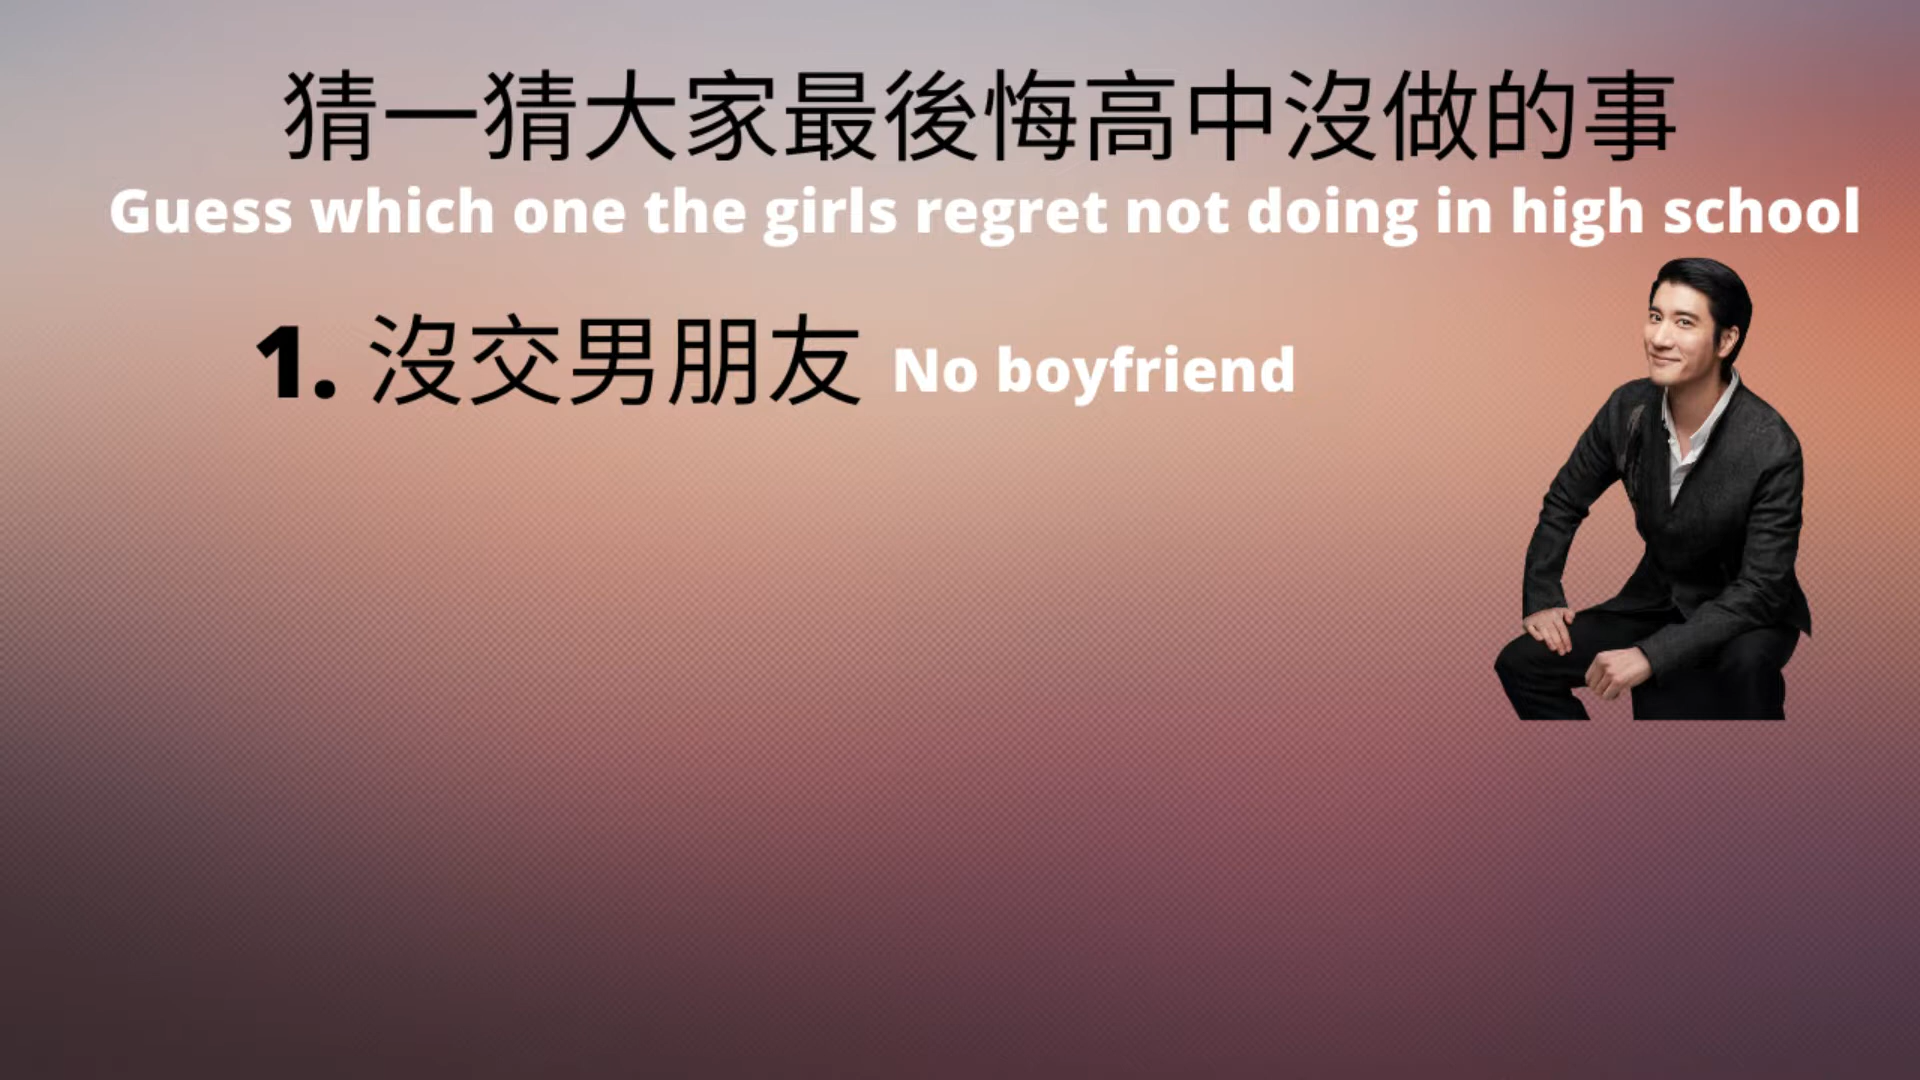 猜一猜大家最後悔高中沒做的事
Guess which one the girls regret not doing in high school
1. 沒交男朋友 No boyfriend